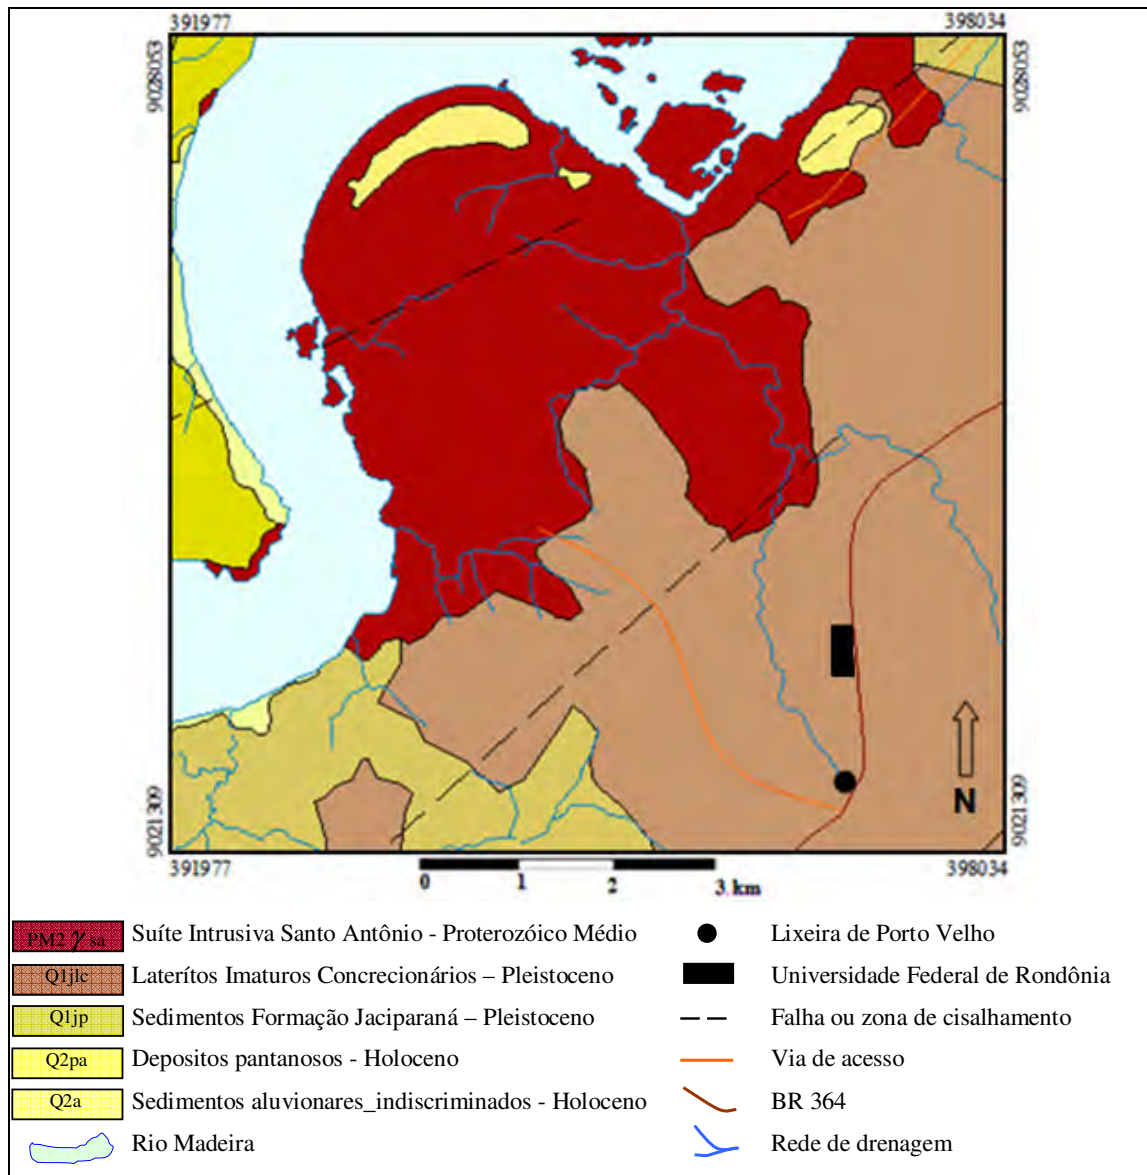 391977
398034
9028053
9028053
9021309
9021309
N
391977
398034
0 1 2 3 km
PM2 γ sa Suíte Intrusiva Santo Antônio - Proterozóico Médio
Lixeira de Porto Velho
Q1jlc Laterítos Imaturos Concrecionários – Pleistoceno
Universidade Federal de Rondônia
Q1jp Sedimentos Formação Jaciparaná – Pleistoceno
Falha ou zona de cisalhamento
Q2pa Depositos pantanosos - Holoceno
Via de acesso
Q2a Sedimentos aluvionares_indiscriminados - Holoceno
BR 364
Rio Madeira
Rede de drenagem